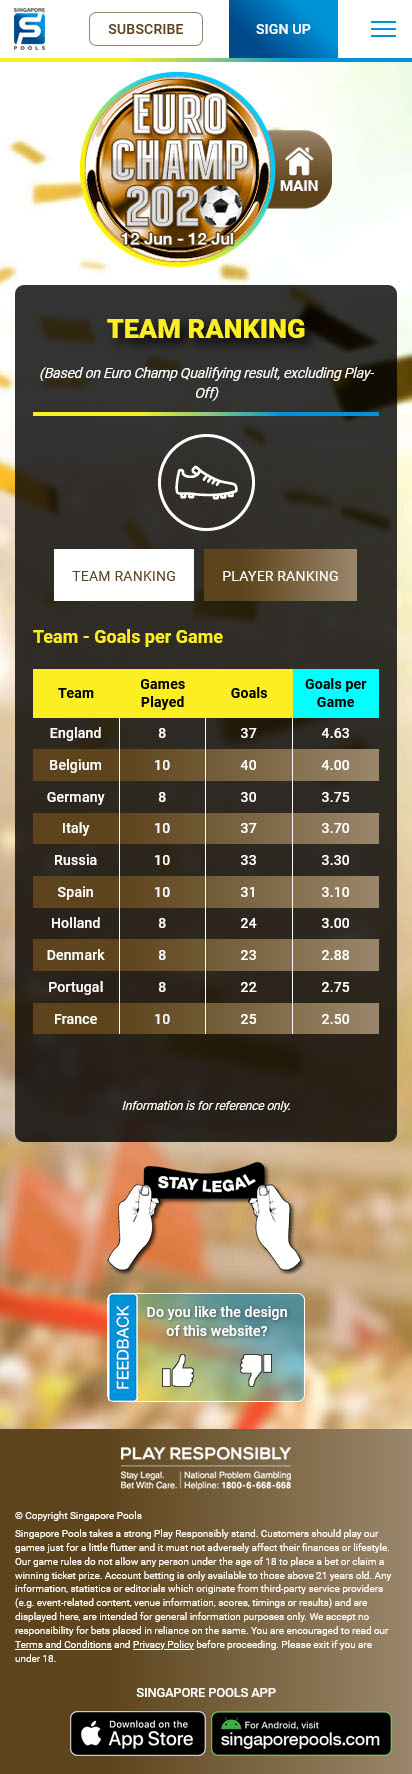 SINGAPORE
POOLS
SUBSCRIBE
SIGN UP
EURO
CHAMP
2020
12 Jun - 12 Jul
MAIN
TEAM RANKING
(Based on Euro Champ Qualifying result, excluding Play-
Off)
TEAM RANKING
PLAYER RANKING
Team - Goals per Game
Team Games Played Goals Goals per Game
England 8 37 4.63
Belgium 10 40 4.00
Germany 8 30 3.75
Italy 10 37 3.70
Russia 10 33 3.30
Spain 10 31 3.10
Holland 8 24 3.00
Denmark 8 23 2.88
Portugal 8 22 2.75
France 10 25 2.50
Information is for reference only.
STAY LEGAL
FEEDBACK
Do you like the design
of this website?
PLAY RESPONSIBLY
Stay Legal. National Problem Gambling
Bet With Care. Helpline: 1800-6-668-668
© Copyright Singapore Pools
Singapore Pools takes a strong Play Responsibly stand. Customers should play our
games just for a little flutter and it must not adversely affect their finances or lifestyle.
Our game rules do not allow any person under the age of 18 to place a bet or claim a
winning ticket prize. Account betting is only available to those above 21 years old. Any
information, statistics or editorials which originate from third-party service providers
(e.g. event-related content, venue information, scores, timings or results) and are
displayed here, are intended for general information purposes only. We accept no
responsibility for bets placed in reliance on the same. You are encouraged to read our
Terms and Conditions and Privacy Policy before proceeding. Please exit if you are
under 18.
SINGAPORE POOLS APP
Download on the
App Store
For Android, visit
singaporepools.com